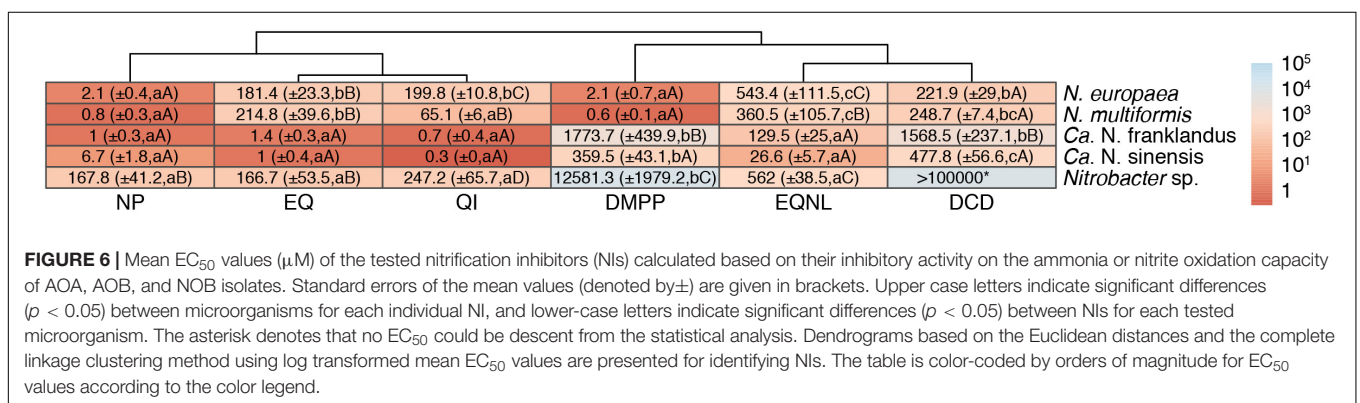 2.1 (±0.4,aA) 181.4 (±23.3,bB) 199.8 (±10.8,bC) 2.1 (±0.7,aA) 543.4 (±111.5,cC) 221.9 (±29,bA) N. europaea
0.8 (±0.3,aA) 214.8 (±39.6,bB) 65.1 (±6,aB) 0.6 (±0.1,aA) 360.5 (±105.7,cB) 248.7 (±7.4,bcA) N. multiformis
1 (±0.3,aA) 1.4 (±0.3,aA) 0.7 (±0.4,aA) 1773.7 (±439.9,bB) 129.5 (±25,aA) 1568.5 (±237.1,bB) Ca. N. franklandus
6.7 (±1.8,aA) 1 (±0.4,aA) 0.3 (±0,aA) 359.5 (±43.1,bA) 26.6 (±5.7,aA) 477.8 (±56.6,cA) Ca. N. sinensis
167.8 (±41.2,aB) 166.7 (±53.5,aB) 247.2 (±65.7,aD) 12581.3 (±1979.2,bC) 562 (±38.5,aC) >100000* Nitrobacter sp.
NP EQ QI DMPP EQNL DCD
10⁵
10⁴
10³
10²
10¹
1
FIGURE 6 | Mean EC₅₀ values (μM) of the tested nitrification inhibitors (NIs) calculated based on their inhibitory activity on the ammonia or nitrite oxidation capacity
of AOA, AOB, and NOB isolates. Standard errors of the mean values (denoted by±) are given in brackets. Upper case letters indicate significant differences
(p < 0.05) between microorganisms for each individual NI, and lower-case letters indicate significant differences (p < 0.05) between NIs for each tested
microorganism. The asterisk denotes that no EC₅₀ could be descent from the statistical analysis. Dendrograms based on the Euclidean distances and the complete
linkage clustering method using log transformed mean EC₅₀ values are presented for identifying NIs. The table is color-coded by orders of magnitude for EC₅₀
values according to the color legend.